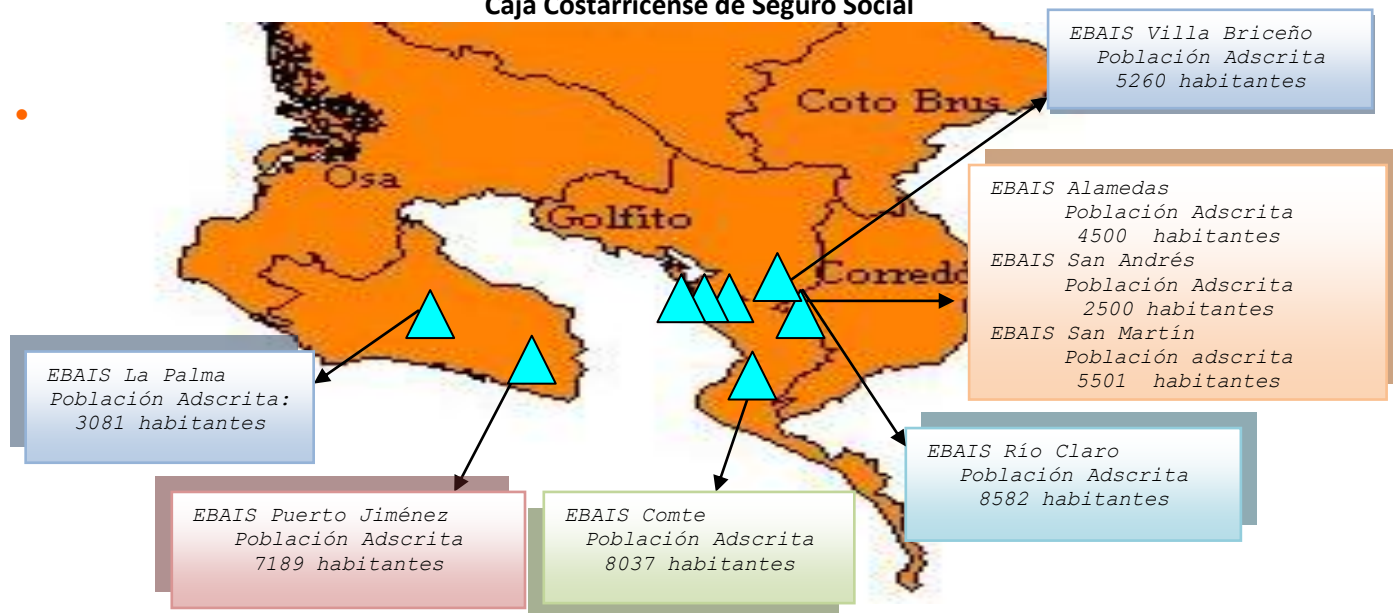 Caja Costarricense de Seguro Social
EBAIS Villa Briceño
Población Adscrita
5260 habitantes
Coto Brus
Osa
Golfito
Corredó
EBAIS Alamedas
Población Adscrita
4500 habitantes
EBAIS San Andrés
Población Adscrita
2500 habitantes
EBAIS San Martín
Población adscrita
5501 habitantes
EBAIS La Palma
Población Adscrita:
3081 habitantes
EBAIS Río Claro
Población Adscrita
8582 habitantes
EBAIS Puerto Jiménez
Población Adscrita
7189 habitantes
EBAIS Comte
Población Adscrita
8037 habitantes